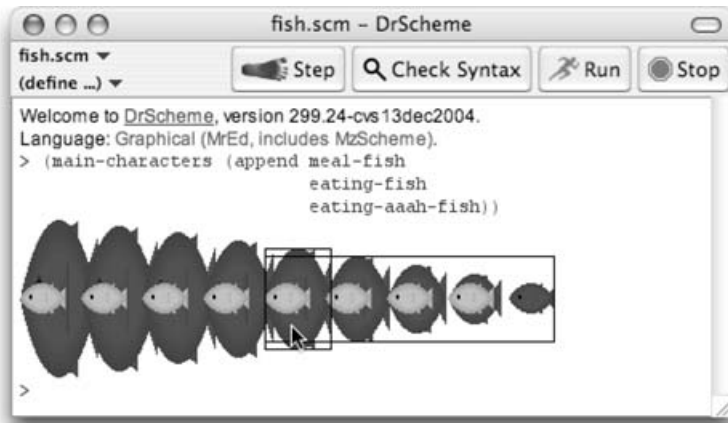 fish.scm – DrScheme
fish.scm
(define ...)
Step
Check Syntax
Run
Stop
Welcome to DrScheme, version 299.24-cvs13dec2004.
Language: Graphical (MrEd, includes MzScheme).
> (main-characters (append meal-fish
eating-fish
eating-aaah-fish))
>